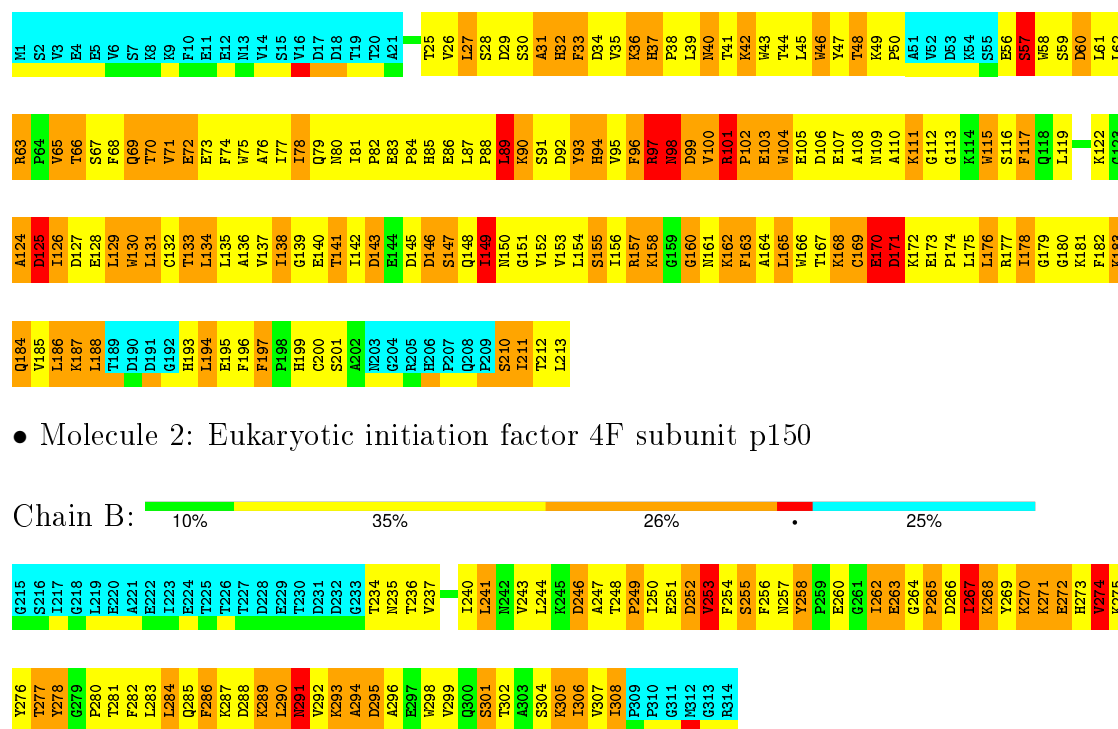 M1 S2 V3 E4 E5 V6 S7 K8 K9 F10 E11 E12 N13 V14 S15 V16 D17 D18 T19 T20 A21 T25 V26 L27 S28 D29 S30 A31 H32 F33 D34 V35 K36 H37 P38 L39 N40 T41 K42 W43 T44 L45 W46 Y47 T48 K49 P50 A51 V52 D53 K54 S55 E56 S57 W58 S59 D60 L61 L62
R63 P64 V65 T66 S67 F68 Q69 T70 V71 E72 E73 F74 W75 A76 I77 I78 Q79 N80 I81 P82 E83 P84 H85 E86 L87 P88 L89 K90 S91 D92 Y93 H94 V95 F96 R97 N98 D99 V100 R101 P102 E103 W104 E105 D106 E107 A108 N109 A110 K111 G112 G113 K114 W115 S116 F117 Q118 L119 K122 G123
A124 D125 I126 D127 E128 L129 W130 L131 C132 T133 L134 L135 A136 V137 I138 G139 E140 T141 I142 D143 E144 D145 D146 S147 Q148 I149 N150 G151 V152 V153 L154 S155 I156 R157 K158 G159 G160 N161 K162 F163 A164 L165 W166 T167 K168 C169 E170 D171 K172 E173 P174 L175 L176 R177 I178 G179 G180 K181 F182 K183
Q184 V185 L186 K187 L188 T189 D190 D191 G192 H193 L194 E195 F196 F197 P198 H199 C200 S201 A202 N203 G204 R205 H206 P207 Q208 P209 S210 I211 T212 L213
• Molecule 2: Eukaryotic initiation factor 4F subunit p150
Chain B:
10% 35% 26% • 25%
G215 S216 I217 G218 L219 E220 A221 E222 I223 E224 T225 T226 T227 D228 E229 T230 D231 D232 G233 T234 N235 T236 V237 I240 L241 N242 V243 L244 K245 D246 A247 T248 P249 I250 E251 D252 V253 F254 S255 F256 N257 Y258 P259 E260 G261 I262 E263 G264 P265 D266 I267 K268 Y269 K270 K271 E272 H273 V274 K275
Y276 T277 Y278 G279 P280 T281 F282 L283 L284 Q285 F286 K287 D288 K289 L290 N291 V292 K293 A294 D295 A296 E297 W298 V299 Q300 S301 T302 A303 S304 K305 I306 V307 I308 P309 P310 G311 M312 G313 R314